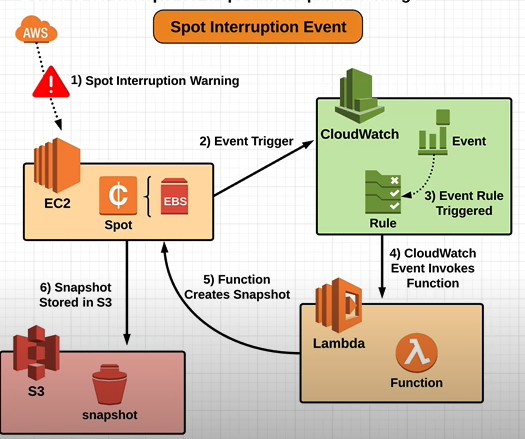 Spot Interruption Event
AWS
1) Spot Interruption Warning
CloudWatch
Event
2) Event Trigger
EC2
Spot
EBS
3) Event Rule
Triggered
Rule
4) CloudWatch
Event Invokes
Function
5) Function
Creates Snapshot
6) Snapshot
Stored in S3
Lambda
Function
S3
snapshot